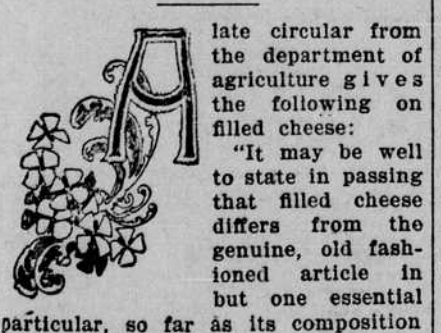 A late circular from
the department of
agriculture gives
the following on
filled cheese:
"It may be well
to state in passing
that filled cheese
differs from the
genuine, old fash-
ioned article in
but one essential
particular, so far as its composition